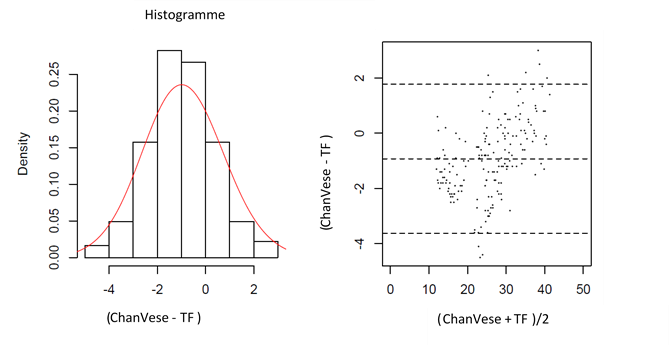 Histogramme
Density
0.00 0.05 0.10 0.15 0.20 0.25
-4 -2 0 2
(ChanVese - TF )
(ChanVese - TF )
-4 -2 0 2
0 10 20 30 40 50
(ChanVese + TF )/2